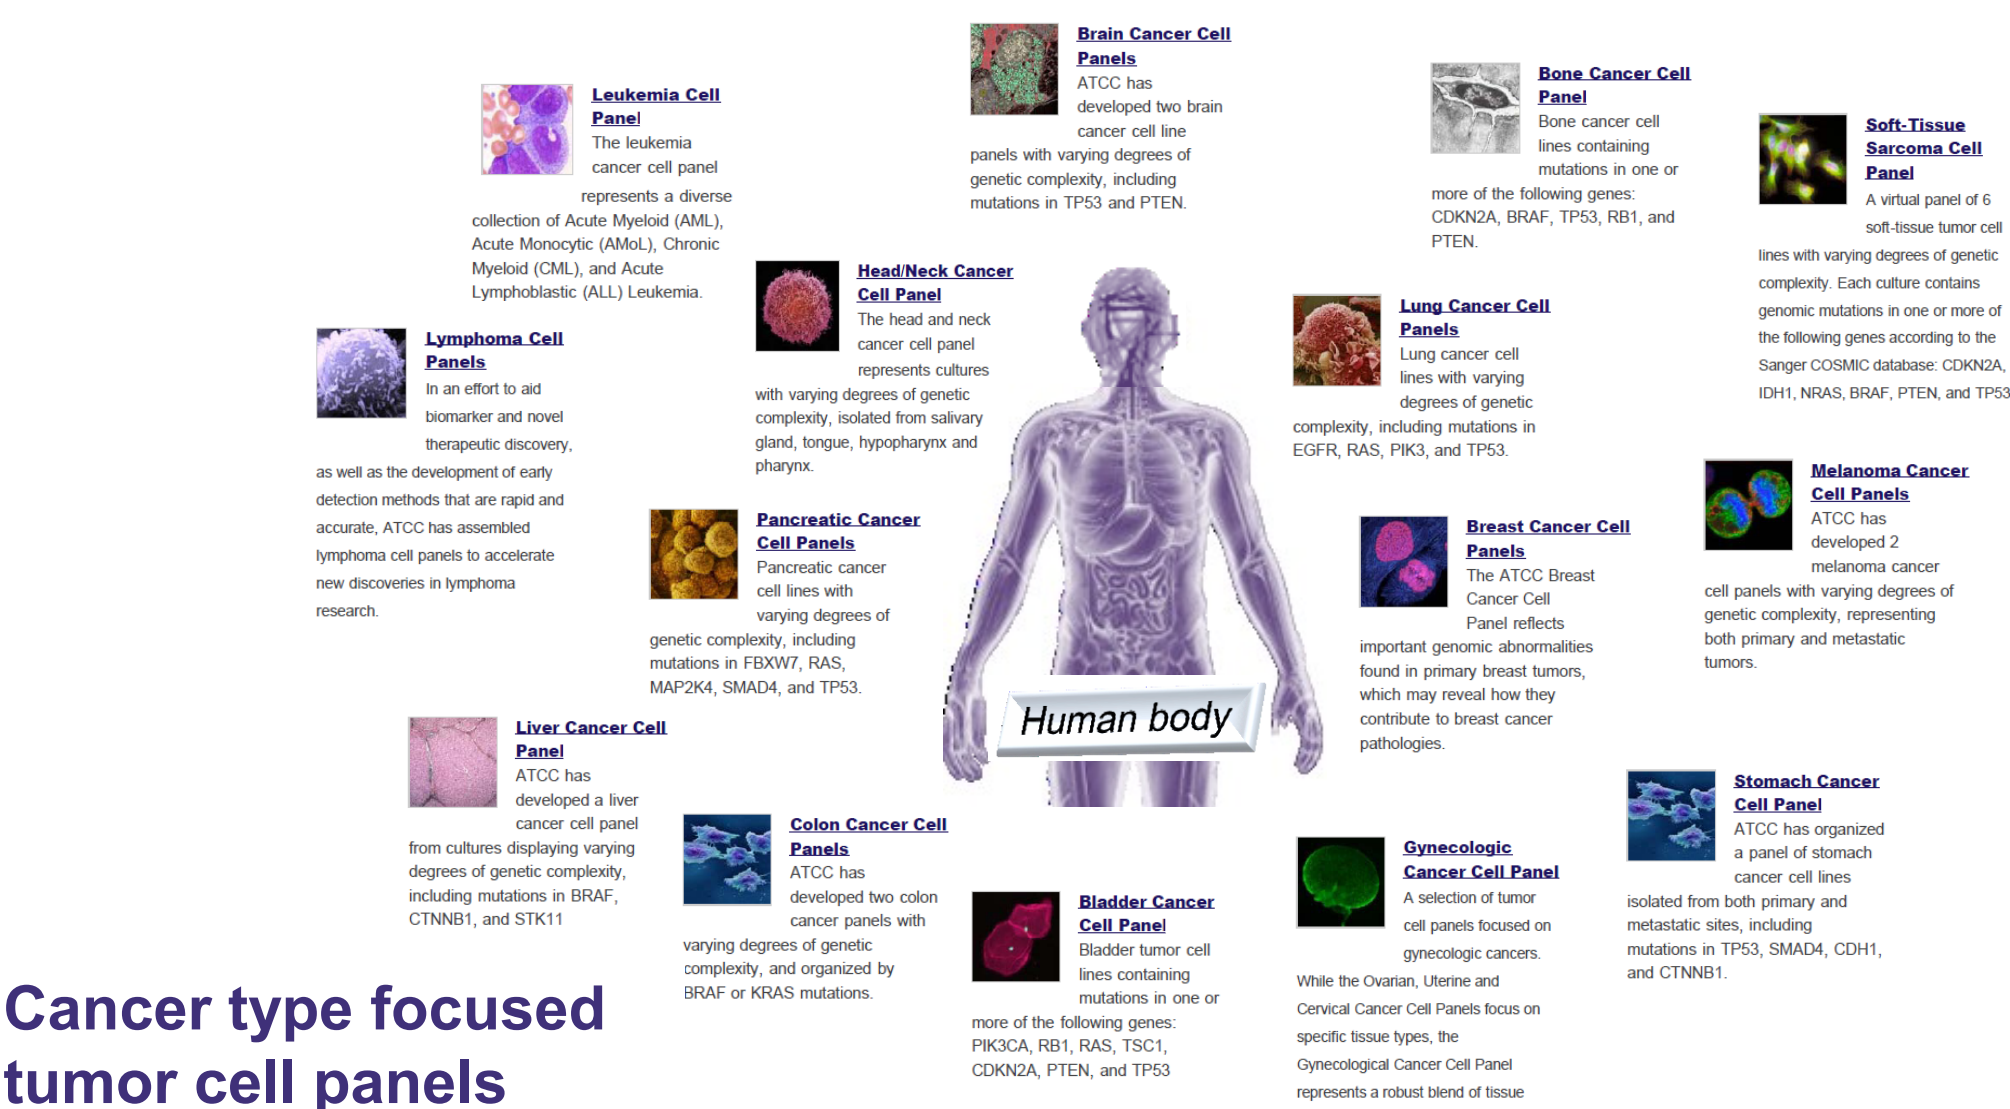 Brain Cancer Cell
Panels
ATCC has
developed two brain
cancer cell line
panels with varying degrees of
genetic complexity, including
mutations in TP53 and PTEN.
Bone Cancer Cell
Panel
Bone cancer cell
lines containing
mutations in one or
more of the following genes:
CDKN2A, BRAF, TP53, RB1, and
PTEN.
Leukemia Cell
Panel
The leukemia
cancer cell panel
represents a diverse
collection of Acute Myeloid (AML),
Acute Monocytic (AMoL), Chronic
Myeloid (CML), and Acute
Lymphoblastic (ALL) Leukemia.
Soft-Tissue
Sarcoma Cell
Panel
A virtual panel of 6
soft-tissue tumor cell
lines with varying degrees of genetic
complexity. Each culture contains
genomic mutations in one or more of
the following genes according to the
Sanger COSMIC database: CDKN2A,
IDH1, NRAS, BRAF, PTEN, and TP53
Head/Neck Cancer
Cell Panel
The head and neck
cancer cell panel
represents cultures
with varying degrees of genetic
complexity, isolated from salivary
gland, tongue, hypopharynx and
pharynx.
Lung Cancer Cell
Panels
Lung cancer cell
lines with varying
degrees of genetic
complexity, including mutations in
EGFR, RAS, PIK3, and TP53.
Lymphoma Cell
Panels
In an effort to aid
biomarker and novel
therapeutic discovery,
as well as the development of early
detection methods that are rapid and
accurate, ATCC has assembled
lymphoma cell panels to accelerate
new discoveries in lymphoma
research.
Melanoma Cancer
Cell Panels
ATCC has
developed 2
melanoma cancer
cell panels with varying degrees of
genetic complexity, representing
both primary and metastatic
tumors.
Pancreatic Cancer
Cell Panels
Pancreatic cancer
cell lines with
varying degrees of
genetic complexity, including
mutations in FBXW7, RAS,
MAP2K4, SMAD4, and TP53.
Breast Cancer Cell
Panels
The ATCC Breast
Cancer Cell
Panel reflects
important genomic abnormalities
found in primary breast tumors,
which may reveal how they
contribute to breast cancer
pathologies.
Human body
Liver Cancer Cell
Panel
ATCC has
developed a liver
cancer cell panel
from cultures displaying varying
degrees of genetic complexity,
including mutations in BRAF,
CTNNB1, and STK11
Stomach Cancer
Cell Panel
ATCC has organized
a panel of stomach
cancer cell lines
isolated from both primary and
metastatic sites, including
mutations in TP53, SMAD4, CDH1,
and CTNNB1.
Colon Cancer Cell
Panels
ATCC has
developed two colon
cancer panels with
varying degrees of genetic
complexity, and organized by
BRAF or KRAS mutations.
Gynecologic
Cancer Cell Panel
A selection of tumor
cell panels focused on
gynecologic cancers.
While the Ovarian, Uterine and
Cervical Cancer Cell Panels focus on
specific tissue types, the
Gynecological Cancer Cell Panel
represents a robust blend of tissue
Bladder Cancer
Cell Panel
Bladder tumor cell
lines containing
mutations in one or
more of the following genes:
PIK3CA, RB1, RAS, TSC1,
CDKN2A, PTEN, and TP53
Cancer type focused
tumor cell panels